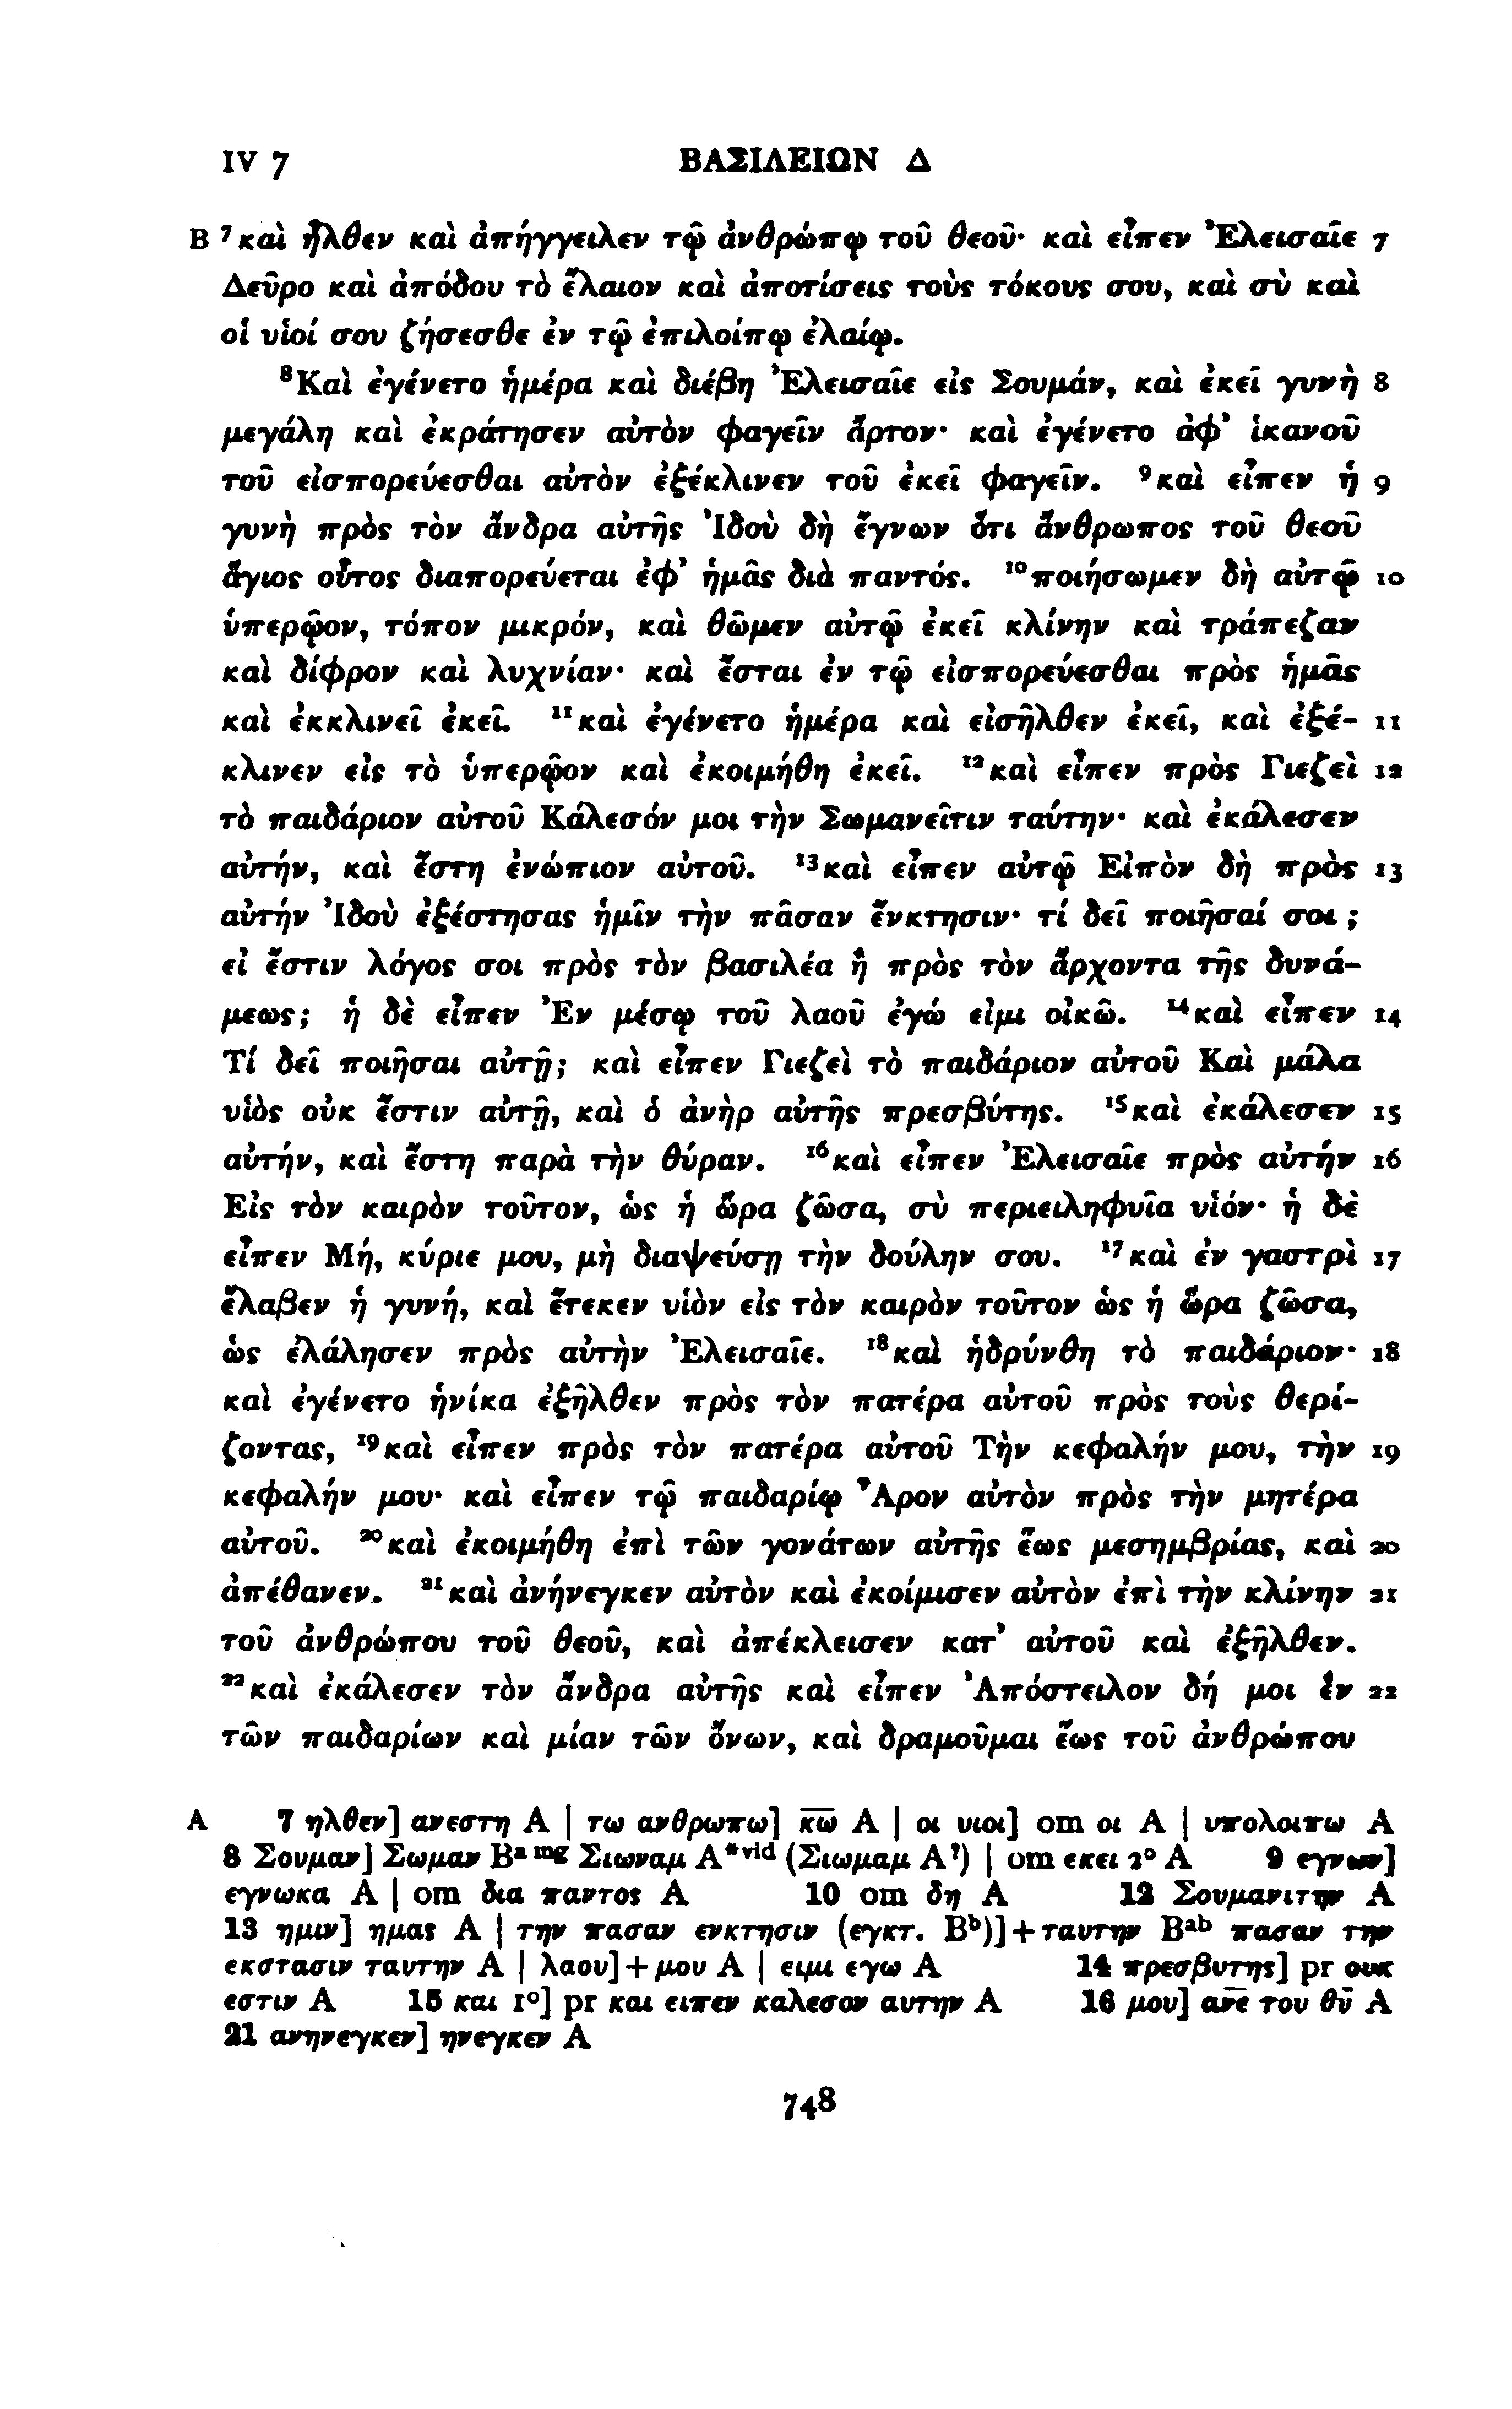 IV 7 ΒΑΣΙΛΕΙΩΝ Δ
B ⁷καὶ ἦλθεν καὶ ἀπήγγειλεν τῷ ἀνθρώπῳ τοῦ θεοῦ· καὶ εἶπεν Ἐλεισαῖε 7
Δεῦρο καὶ ἀπόδου τὸ ἔλαιον καὶ ἀποτίσεις τοὺς τόκους σου, καὶ σὺ καὶ
οἱ υἱοί σου ζήσεσθε ἐν τῷ ἐπιλοίπῳ ἐλαίῳ.
⁸Καὶ ἐγένετο ἡμέρα καὶ διέβη Ἐλεισαῖε εἰς Σουμάν, καὶ ἐκεῖ γυνὴ 8
μεγάλη καὶ ἐκράτησεν αὐτὸν φαγεῖν ἄρτον· καὶ ἐγένετο ἀφ’ ἱκανοῦ
τοῦ εἰσπορεύεσθαι αὐτὸν ἐξέκλινεν τοῦ ἐκεῖ φαγεῖν. ⁹καὶ εἶπεν ἡ 9
γυνὴ πρὸς τὸν ἄνδρα αὐτῆς Ἰδοὺ δὴ ἔγνων ὅτι ἄνθρωπος τοῦ θεοῦ
ἅγιος οὗτος διαπορεύεται ἐφ’ ἡμᾶς διὰ παντός. ¹⁰ποιήσωμεν δὴ αὐτῷ 10
ὑπερῷον, τόπον μικρόν, καὶ θῶμεν αὐτῷ ἐκεῖ κλίνην καὶ τράπεζαν
καὶ δίφρον καὶ λυχνίαν· καὶ ἔσται ἐν τῷ εἰσπορεύεσθαι πρὸς ἡμᾶς
καὶ ἐκκλινεῖ ἐκεῖ. ¹¹καὶ ἐγένετο ἡμέρα καὶ εἰσῆλθεν ἐκεῖ, καὶ ἐξέ- 11
κλινεν εἰς τὸ ὑπερῷον καὶ ἐκοιμήθη ἐκεῖ. ¹²καὶ εἶπεν πρὸς Γιεζεὶ 12
τὸ παιδάριον αὐτοῦ Κάλεσόν μοι τὴν Σωμανεῖτιν ταύτην· καὶ ἐκάλεσεν
αὐτήν, καὶ ἔστη ἐνώπιον αὐτοῦ. ¹³καὶ εἶπεν αὐτῷ Εἰπὸν δὴ πρὸς 13
αὐτήν Ἰδοὺ ἐξέστησας ἡμῖν τὴν πᾶσαν ἔνκτησιν· τί δεῖ ποιῆσαί σοι ;
εἰ ἔστιν λόγος σοι πρὸς τὸν βασιλέα ἢ πρὸς τὸν ἄρχοντα τῆς δυνά-
μεως; ἡ δὲ εἶπεν Ἐν μέσῳ τοῦ λαοῦ ἐγώ εἰμι οἰκῶ. ¹⁴καὶ εἶπεν 14
Τί δεῖ ποιῆσαι αὐτῇ; καὶ εἶπεν Γιεζεὶ τὸ παιδάριον αὐτοῦ Καὶ μάλα
υἱὸς οὐκ ἔστιν αὐτῇ, καὶ ὁ ἀνὴρ αὐτῆς πρεσβύτης. ¹⁵καὶ ἐκάλεσεν 15
αὐτήν, καὶ ἔστη παρὰ τὴν θύραν. ¹⁶καὶ εἶπεν Ἐλεισαῖε πρὸς αὐτήν 16
Εἰς τὸν καιρὸν τοῦτον, ὡς ἡ ὥρα ζῶσα, σὺ περιειληφυῖα υἱόν· ἡ δὲ
εἶπεν Μή, κύριε μου, μὴ διαψεύσῃ τὴν δούλην σου. ¹⁷καὶ ἐν γαστρὶ 17
ἔλαβεν ἡ γυνή, καὶ ἔτεκεν υἱὸν εἰς τὸν καιρὸν τοῦτον ὡς ἡ ὥρα ζῶσα,
ὡς ἐλάλησεν πρὸς αὐτὴν Ἐλεισαῖε. ¹⁸καὶ ἡδρύνθη τὸ παιδάριον· 18
καὶ ἐγένετο ἡνίκα ἐξῆλθεν πρὸς τὸν πατέρα αὐτοῦ πρὸς τοὺς θερί-
ζοντας, ¹⁹καὶ εἶπεν πρὸς τὸν πατέρα αὐτοῦ Τὴν κεφαλήν μου, τὴν 19
κεφαλήν μου· καὶ εἶπεν τῷ παιδαρίῳ Ἆρον αὐτὸν πρὸς τὴν μητέρα
αὐτοῦ. ²⁰καὶ ἐκοιμήθη ἐπὶ τῶν γονάτων αὐτῆς ἕως μεσημβρίας, καὶ 20
ἀπέθανεν. ²¹καὶ ἀνήνεγκεν αὐτὸν καὶ ἐκοίμισεν αὐτὸν ἐπὶ τὴν κλίνην 21
τοῦ ἀνθρώπου τοῦ θεοῦ, καὶ ἀπέκλεισεν κατ’ αὐτοῦ καὶ ἐξῆλθεν.
²²καὶ ἐκάλεσεν τὸν ἄνδρα αὐτῆς καὶ εἶπεν Ἀπόστειλον δή μοι ἓν 22
τῶν παιδαρίων καὶ μίαν τῶν ὄνων, καὶ δραμοῦμαι ἕως τοῦ ἀνθρώπου
A 7 ηλθεν] ανεστη A | τω ανθρωπω] κ̅ω̅ A | οι υιοι] om οι A | υπολοιπω A
8 Σουμαν] Σωμαν Bᵃ ᵐᵍ Σιωναμ A*ᵛⁱᵈ (Σιωμαμ A’) | om εκει 2° A 9 εγνων]
εγνωκα A | om δια παντος A 10 om δη A 12 Σουμανιτην A
13 ημιν] ημας A | την πασαν ενκτησιν (εγκτ. Bᵇ)]+ταυτην Bᵃᵇ πασαν την
εκστασιν ταυτην A | λαου]+μου A | ειμι εγω A 14 πρεσβυτης] pr ουκ
εστιν A 15 και 1°] pr και ειπεν καλεσον αυτην A 16 μου] αν̅ε̅ του θ̅υ̅ A
21 ανηνεγκεν] ηνεγκεν A
748